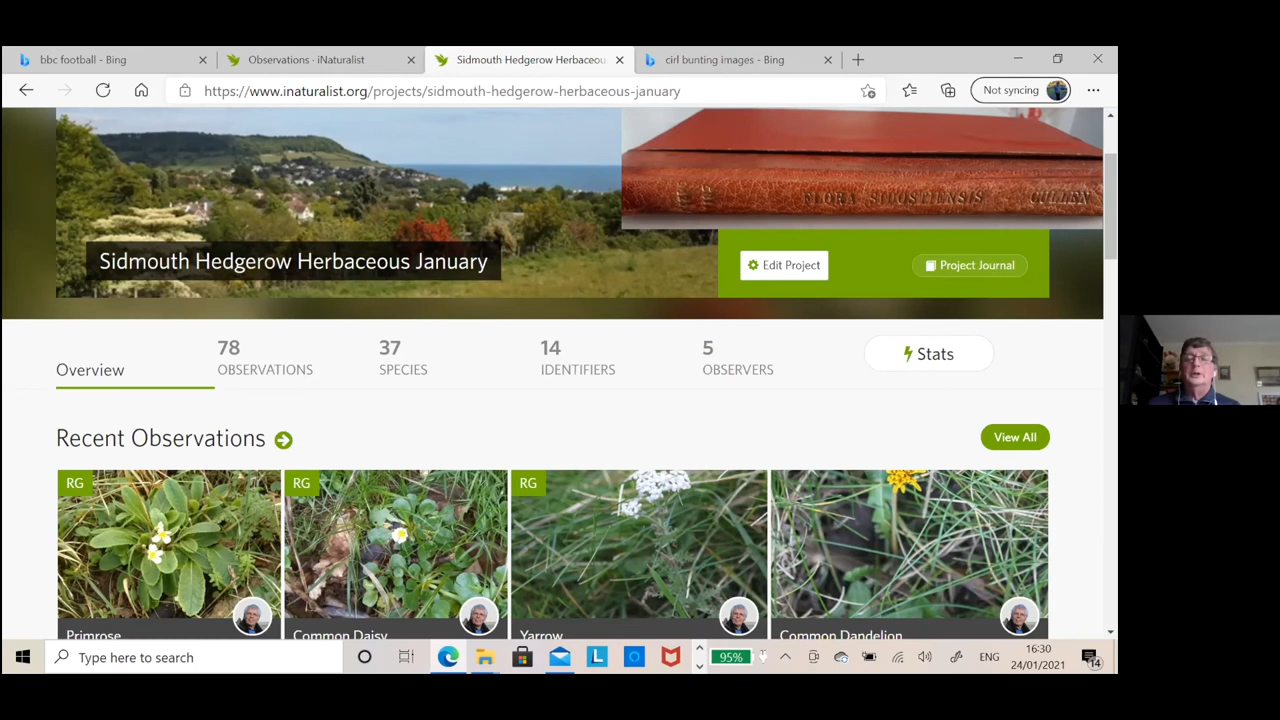 bbc football - Bing
Observations · iNaturalist
Sidmouth Hedgerow Herbaceous
cirl bunting images - Bing
https://www.inaturalist.org/projects/sidmouth-hedgerow-herbaceous-january
Not syncing
FLORA SIDOSTIENSIS CULLEN
Sidmouth Hedgerow Herbaceous January
Edit Project
Project Journal
Overview
78
OBSERVATIONS
37
SPECIES
14
IDENTIFIERS
5
OBSERVERS
Stats
Recent Observations
View All
RG
RG
RG
Primrose
Common Daisy
Yarrow
Common Dandelion
Type here to search
95%
ENG
16:30
24/01/2021
14